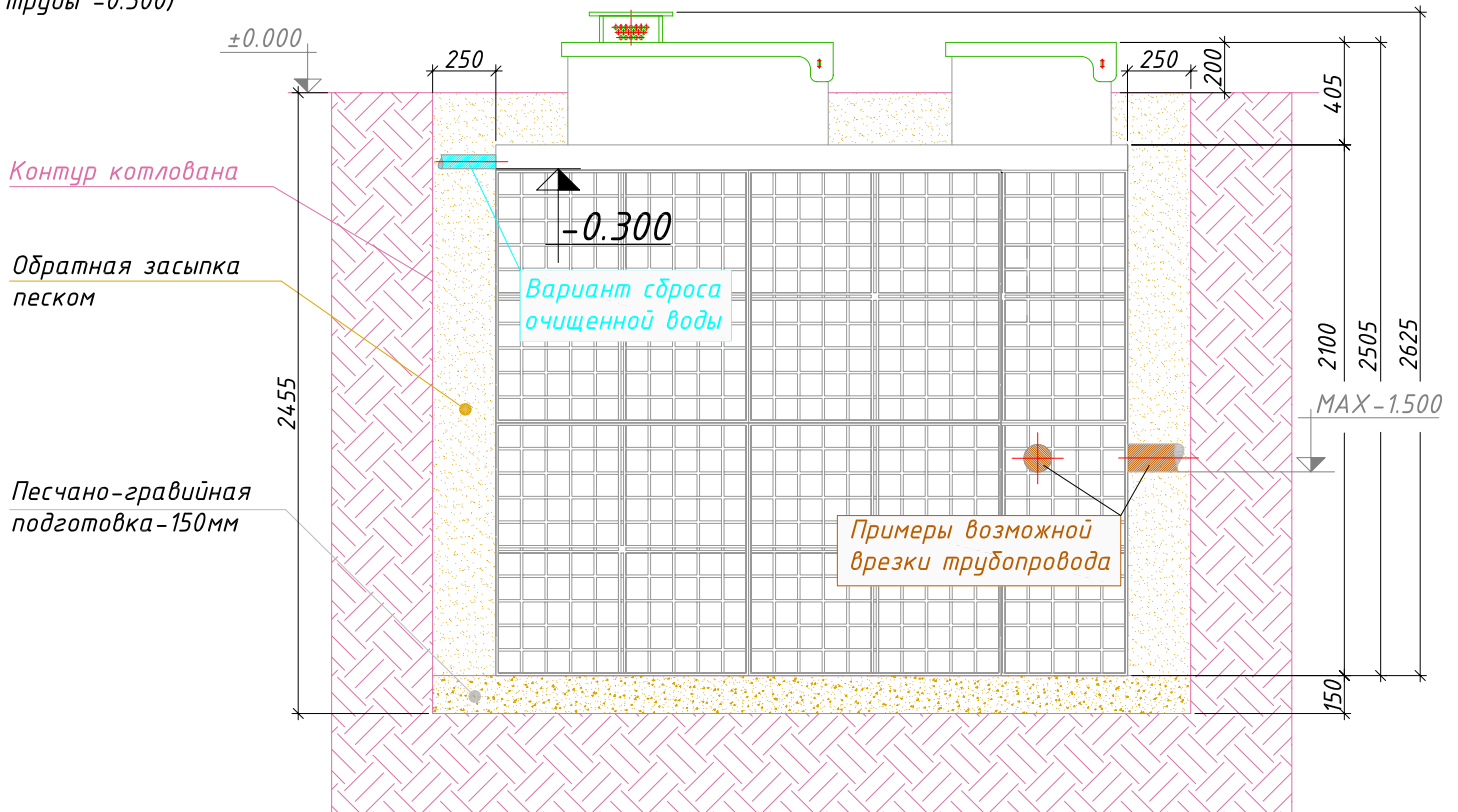 трубы -0.300)
±0.000
250
250
200
405
Контур котлована
-0.300
Обратная засыпка
песком
Вариант сброса
очищенной воды
2100
2505
2625
2455
MAX-1.500
Песчано-гравийная
подготовка-150мм
Примеры возможной
врезки трубопровода
150